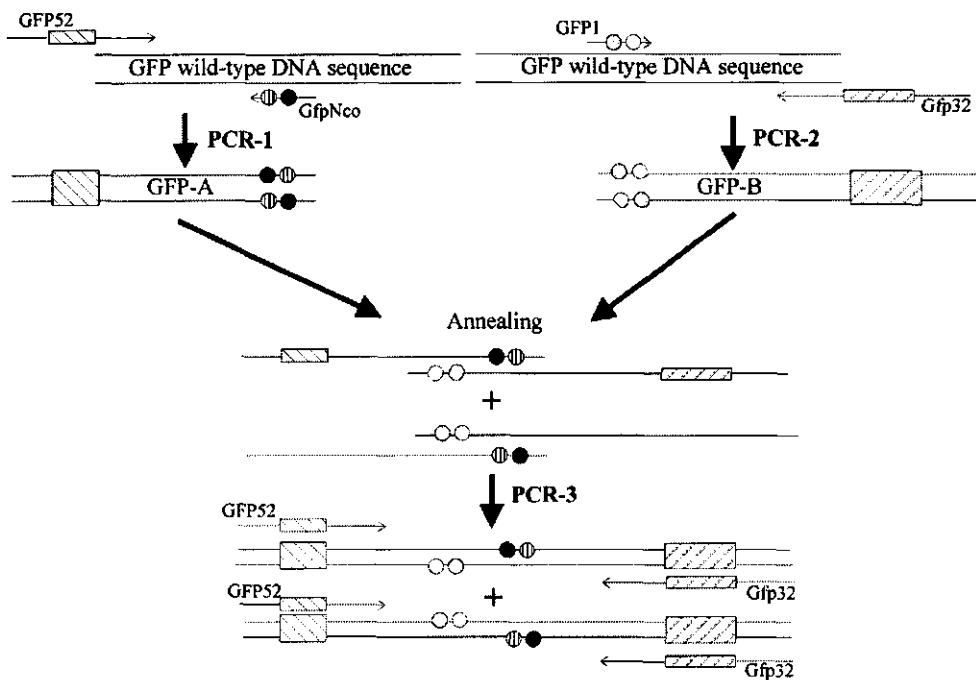 GFP52
GFP wild-type DNA sequence
GfpNco
PCR-1
GFP-A
GFP1
GFP wild-type DNA sequence
Gfp32
PCR-2
GFP-B
Annealing
+
PCR-3
GFP52
Gfp32
+
GFP52
Gfp32